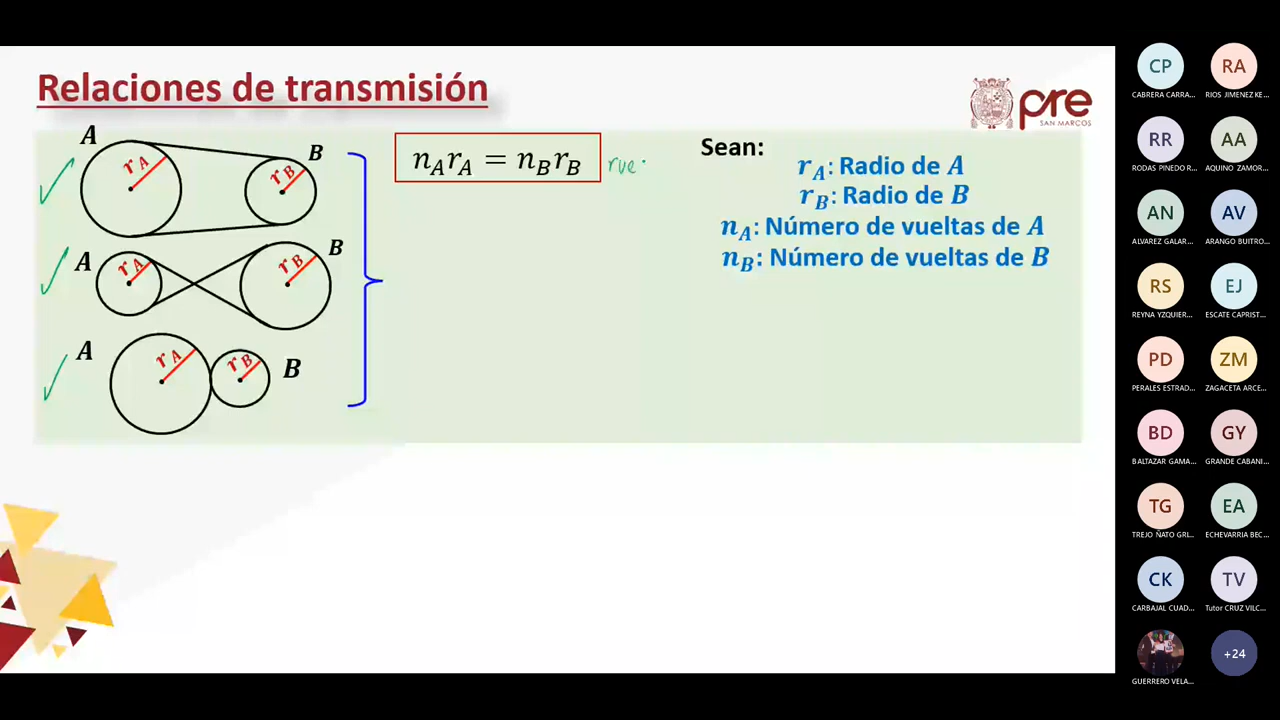 Relaciones de transmisión
pre
SAN MARCOS
A
r_A
r_B
B
n_A r_A = n_B r_B
rue.
Sean:
r_A: Radio de A
r_B: Radio de B
n_A: Número de vueltas de A
n_B: Número de vueltas de B
A
r_A
r_B
B
A
r_A
r_B
B
CP
RA
CABRERA CARRA...
RIOS JIMENEZ KE...
RR
AA
RODAS PINEDO R...
AQUINO ZAMOR...
AN
AV
ALVAREZ GALAR...
ARANGO BUITRO...
RS
EJ
REYNA YZQUIER...
ESCATE CAPRIST...
PD
ZM
PERALES ESTRAD...
ZAGACETA ARCE...
BD
GY
BALTAZAR GAMA...
GRANDE CABANI...
TG
EA
TREJO ÑATO GRI...
ECHEVARRIA BEC...
CK
TV
CARBAJAL CUAD...
Tutor CRUZ VILC...
+24
GUERRERO VELA...